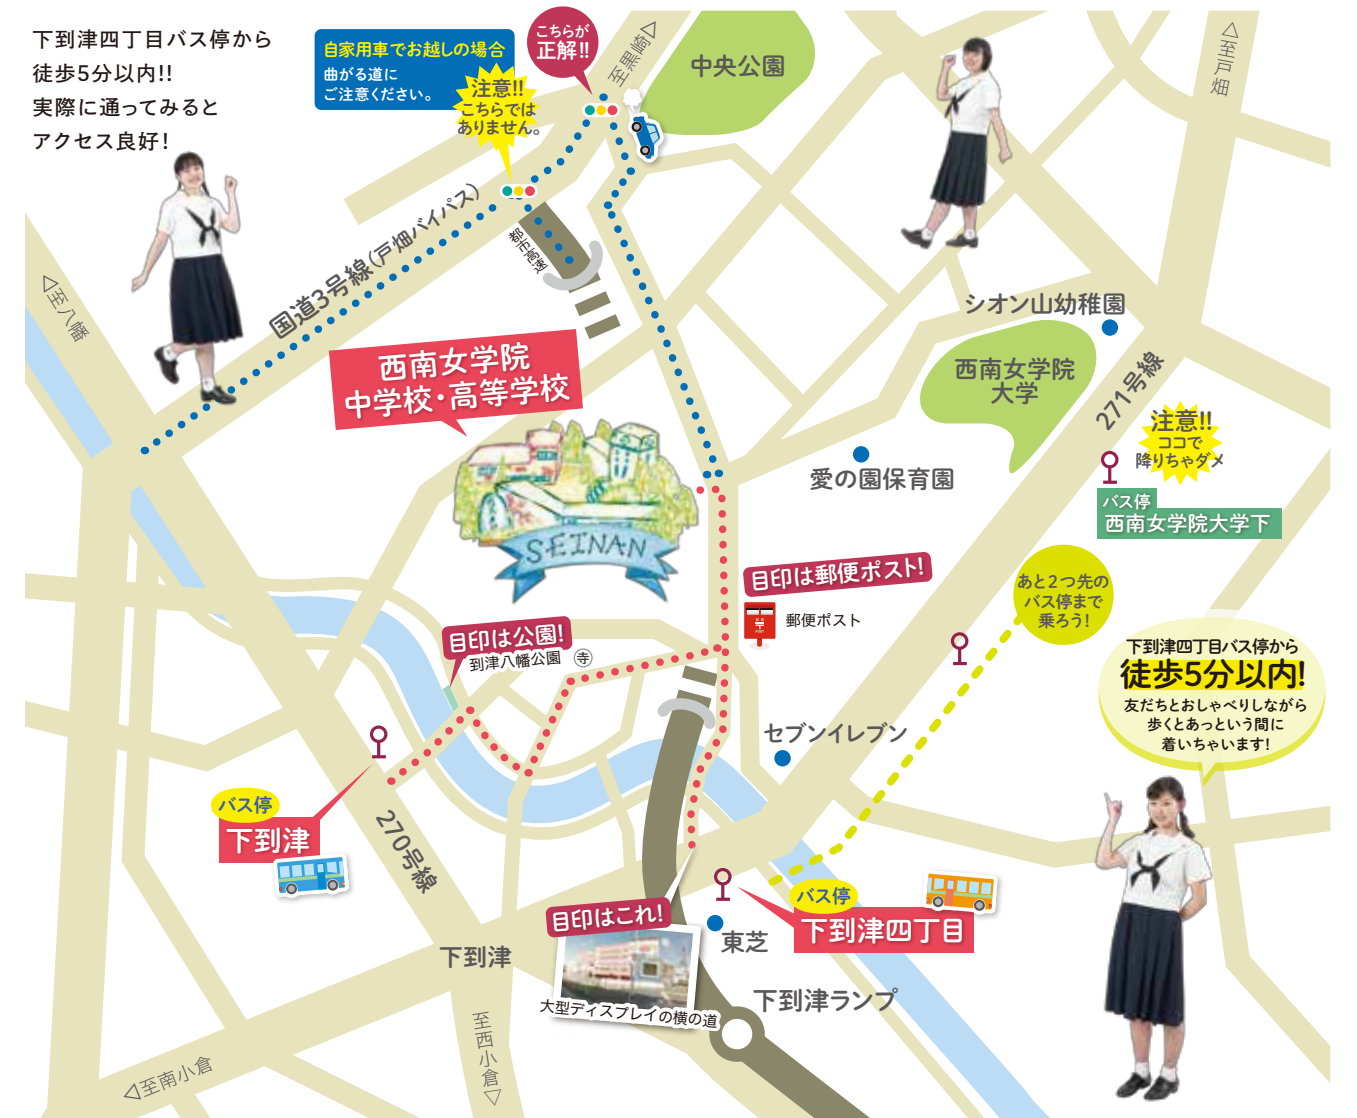 下到津四丁目バス停から
徒歩5分以内!!
実際に通ってみると
アクセス良好！
自家用車でお越しの場合
曲がる道に
ご注意ください。
注意!!
こちらでは
ありません。
こちらが
正解!!
至黒崎
中央公園
至戸畑
至八幡
国道3号線(戸畑バイパス)
都市高速
西南女学院
中学校・高等学校
シオン山幼稚園
西南女学院
大学
271号線
注意!!
ココで
降りちゃダメ
バス停
西南女学院大学下
愛の園保育園
SEINAN
目印は郵便ポスト!
郵便ポスト
あと2つ先の
バス停まで
乗ろう!
目印は公園!
到津八幡公園
寺
下到津四丁目バス停から
徒歩5分以内!
友だちとおしゃべりしながら
歩くとあっという間に
着いちゃいます!
セブンイレブン
バス停
下到津
270号線
バス停
下到津四丁目
目印はこれ!
大型ディスプレイの横の道
東芝
下到津
下到津ランプ
至西小倉
至南小倉